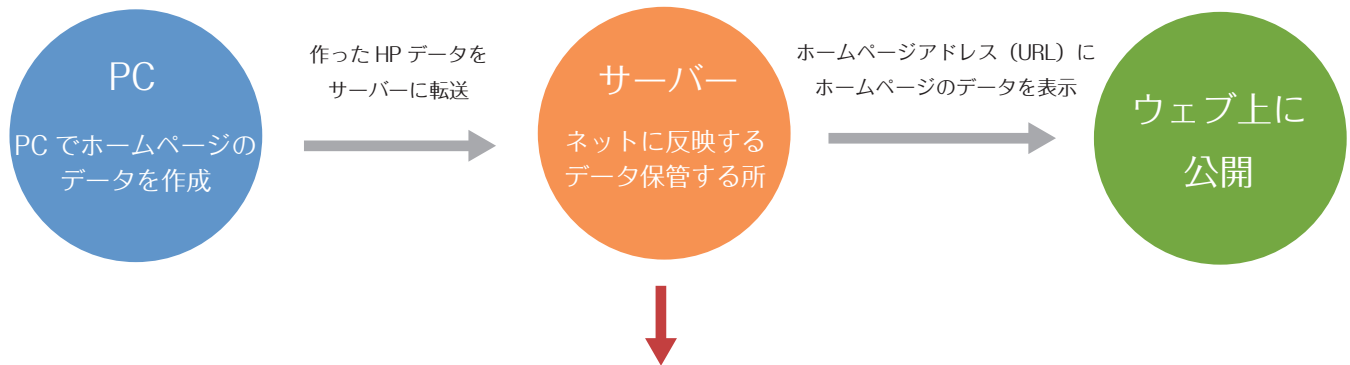 PC
PC でホームページの
データを作成
作った HP データを
サーバーに転送
サーバー
ネットに反映する
データ保管する所
ホームページアドレス（URL）に
ホームページのデータを表示
ウェブ上に
公開